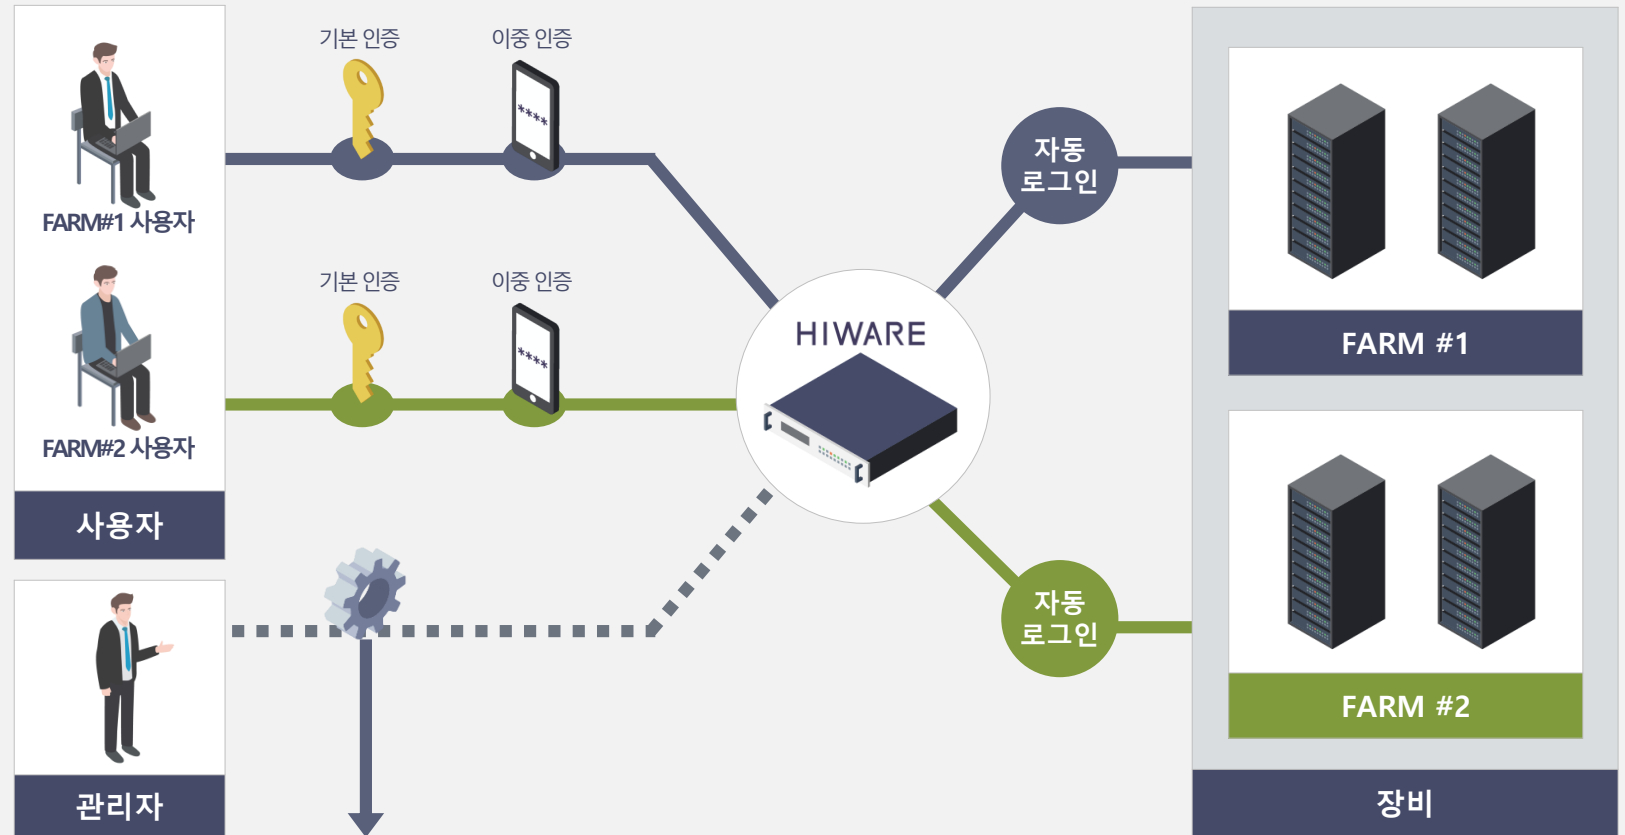 기본 인증
이중 인증
****
FARM#1 사용자
기본 인증
이중 인증
****
FARM#2 사용자
사용자
관리자
HIWARE
자동
로그인
자동
로그인
FARM #1
FARM #2
장비